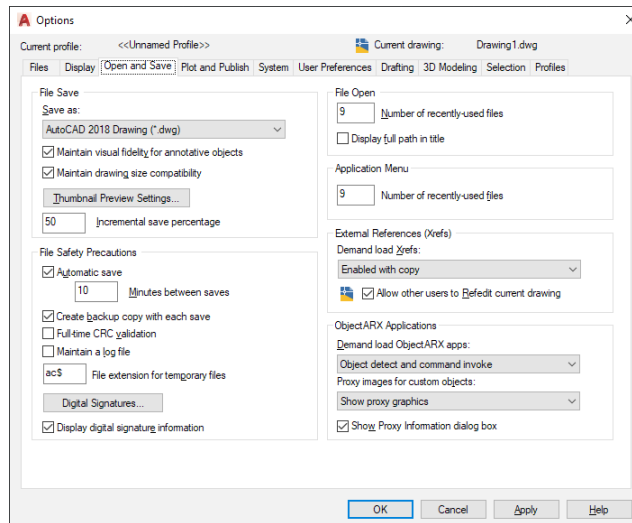 A Options
Current profile: <<Unnamed Profile>> Current drawing: Drawing1.dwg
Files Display Open and Save Plot and Publish System User Preferences Drafting 3D Modeling Selection Profiles
File Save
Save as:
AutoCAD 2018 Drawing (*.dwg)
Maintain visual fidelity for annotative objects
Maintain drawing size compatibility
Thumbnail Preview Settings...
50 Incremental save percentage
File Safety Precautions
Automatic save
10 Minutes between saves
Create backup copy with each save
Full-time CRC validation
Maintain a log file
ac$ File extension for temporary files
Digital Signatures...
Display digital signature information
File Open
9 Number of recently-used files
Display full path in title
Application Menu
9 Number of recently-used files
External References (Xrefs)
Demand load Xrefs:
Enabled with copy
Allow other users to Refedit current drawing
ObjectARX Applications
Demand load ObjectARX apps:
Object detect and command invoke
Proxy images for custom objects:
Show proxy graphics
Show Proxy Information dialog box
OK Cancel Apply Help